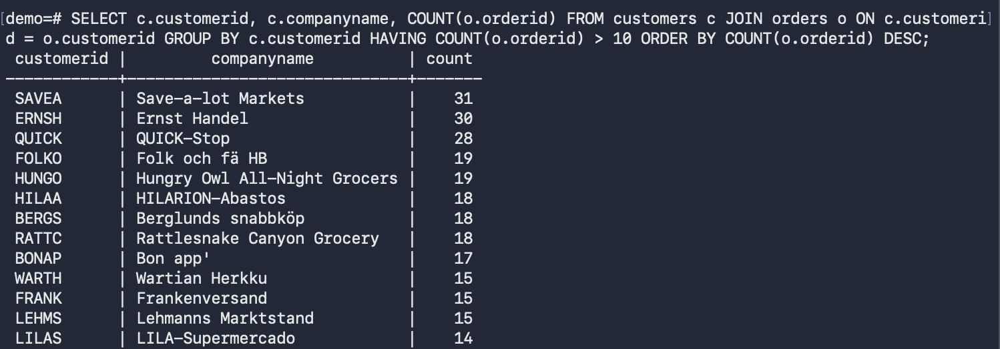 [demo=# SELECT c.customerid, c.companyname, COUNT(o.orderid) FROM customers c JOIN orders o ON c.customeri]
d = o.customerid GROUP BY c.customerid HAVING COUNT(o.orderid) > 10 ORDER BY COUNT(o.orderid) DESC;
 customerid |         companyname          | count
------------+------------------------------+-------
 SAVEA      | Save-a-lot Markets           |    31
 ERNSH      | Ernst Handel                 |    30
 QUICK      | QUICK-Stop                   |    28
 FOLKO      | Folk och fä HB               |    19
 HUNGO      | Hungry Owl All-Night Grocers |    19
 HILAA      | HILARION-Abastos             |    18
 BERGS      | Berglunds snabbköp           |    18
 RATTC      | Rattlesnake Canyon Grocery   |    18
 BONAP      | Bon app'                     |    17
 WARTH      | Wartian Herkku               |    15
 FRANK      | Frankenversand               |    15
 LEHMS      | Lehmanns Marktstand          |    15
 LILAS      | LILA-Supermercado            |    14